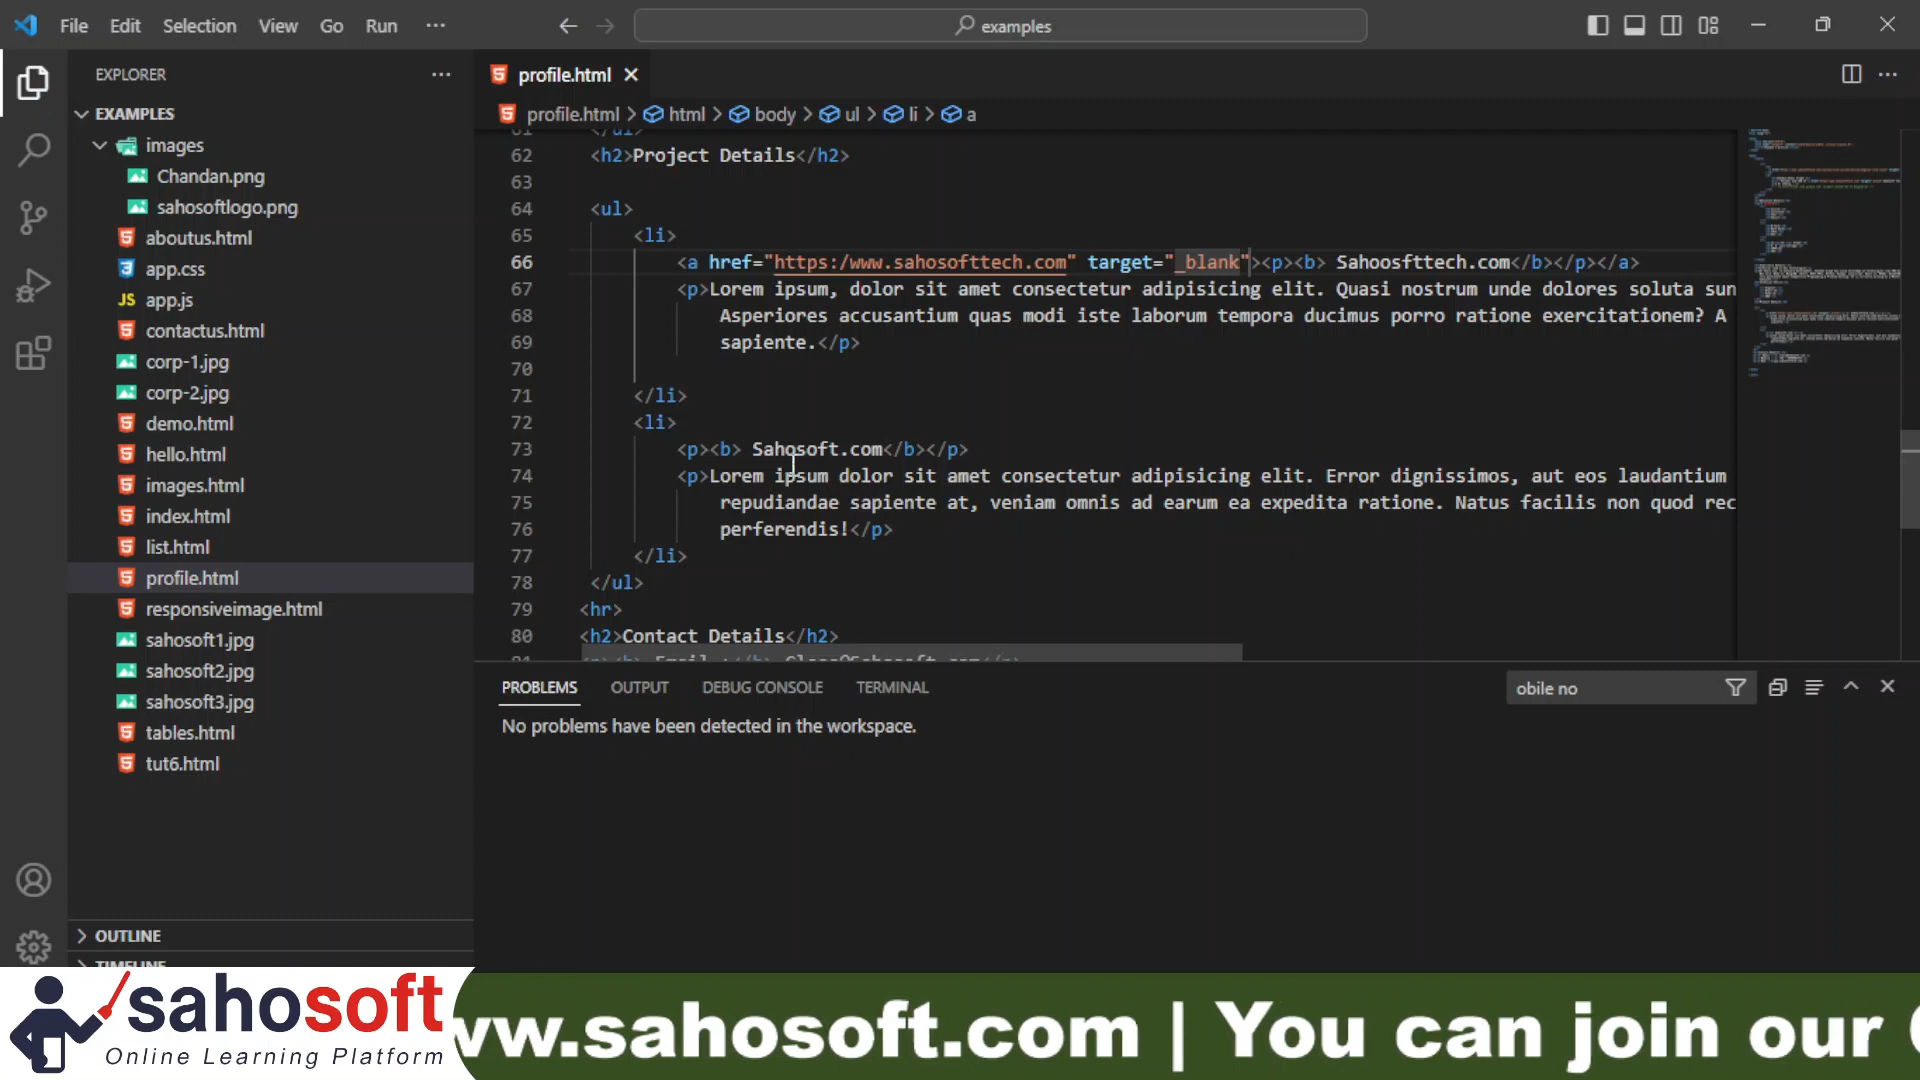 File Edit Selection View Go Run ···
examples
EXPLORER
EXAMPLES
images
Chandan.png
sahosoftlogo.png
aboutus.html
app.css
JS app.js
contactus.html
corp-1.jpg
corp-2.jpg
demo.html
hello.html
images.html
index.html
list.html
profile.html
responsiveimage.html
sahosoft1.jpg
sahosoft2.jpg
sahosoft3.jpg
tables.html
tut6.html
OUTLINE
TIMELINE
profile.html
profile.html > html > body > ul > li > a
61 </ul>
62 <h2>Project Details</h2>
63
64 <ul>
65 <li>
66 <a href="https:/www.sahosofttech.com" target="_blank"><p><b> Sahoosfttech.com</b></p></a>
67 <p>Lorem ipsum, dolor sit amet consectetur adipisicing elit. Quasi nostrum unde dolores soluta sun
68 Asperiores accusantium quas modi iste laborum tempora ducimus porro ratione exercitationem? A
69 sapiente.</p>
70
71 </li>
72 <li>
73 <p><b> Sahosoft.com</b></p>
74 <p>Lorem ipsum dolor sit amet consectetur adipisicing elit. Error dignissimos, aut eos laudantium
75 repudiandae sapiente at, veniam omnis ad earum ea expedita ratione. Natus facilis non quod rec
76 perferendis!</p>
77 </li>
78 </ul>
79 <hr>
80 <h2>Contact Details</h2>
PROBLEMS OUTPUT DEBUG CONSOLE TERMINAL
obile no
No problems have been detected in the workspace.
sahosoft
Online Learning Platform
ww.sahosoft.com | You can join our